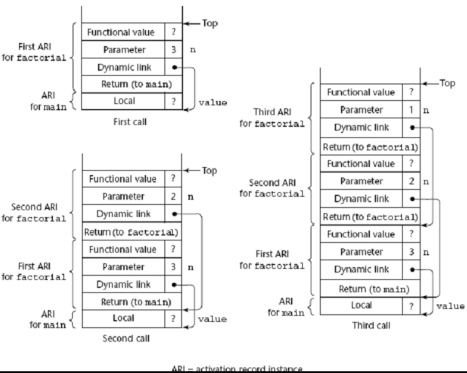 Top
Functional value ?
First ARI
for factorial
Parameter 3 n
Dynamic link
Return (to main)
ARI
for main
Local ? value
First call
Top
Functional value ?
Second ARI
for factorial
Parameter 2 n
Dynamic link
Return (to factorial)
Functional value ?
First ARI
for factorial
Parameter 3 n
Dynamic link
Return (to main)
ARI
for main
Local ? value
Second call
Top
Functional value ?
Third ARI
for factorial
Parameter 1 n
Dynamic link
Return (to factorial)
Functional value ?
Second ARI
for factorial
Parameter 2 n
Dynamic link
Return (to factorial)
Functional value ?
First ARI
for factorial
Parameter 3 n
Dynamic link
Return (to main)
ARI
for main
Local ? value
Third call
ARI = activation record instance